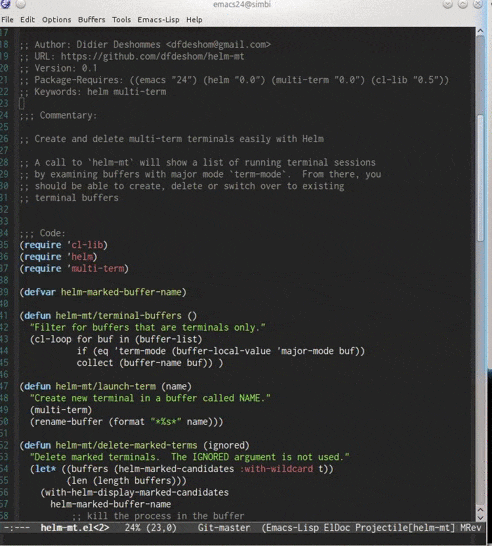 emacs24@simbi
File Edit Options Buffers Tools Emacs-Lisp Help
17
18 ;; Author: Didier Deshommes <dfdeshom@gmail.com>
19 ;; URL: https://github.com/dfdeshom/helm-mt
20 ;; Version: 0.1
21 ;; Package-Requires: ((emacs "24") (helm "0.0") (multi-term "0.0") (cl-lib "0.5"))
22 ;; Keywords: helm multi-term
23
24 ;;; Commentary:
25
26 ;; Create and delete multi-term terminals easily with Helm
27
28 ;; A call to `helm-mt' will show a list of running terminal sessions
29 ;; by examining buffers with major mode `term-mode`.  From there, you
30 ;; should be able to create, delete or switch over to existing
31 ;; terminal buffers
32
33
34 ;;; Code:
35 (require 'cl-lib)
36 (require 'helm)
37 (require 'multi-term)
38
39 (defvar helm-marked-buffer-name)
40
41 (defun helm-mt/terminal-buffers ()
42 "Filter for buffers that are terminals only."
43 (cl-loop for buf in (buffer-list)
44 if (eq 'term-mode (buffer-local-value 'major-mode buf))
45 collect (buffer-name buf)) )
46
47 (defun helm-mt/launch-term (name)
48 "Create new terminal in a buffer called NAME."
49 (multi-term)
50 (rename-buffer (format "*%s*" name)))
51
52 (defun helm-mt/delete-marked-terms (ignored)
53 "Delete marked terminals.  The IGNORED argument is not used."
54 (let* ((buffers (helm-marked-candidates :with-wildcard t))
55 (len (length buffers)))
56 (with-helm-display-marked-candidates
57 helm-marked-buffer-name
58 ;; kill the process in the buffer
-:--- helm-mt.el<2> 24% (23,0) Git-master (Emacs-Lisp ElDoc Projectile[helm-mt] MRev